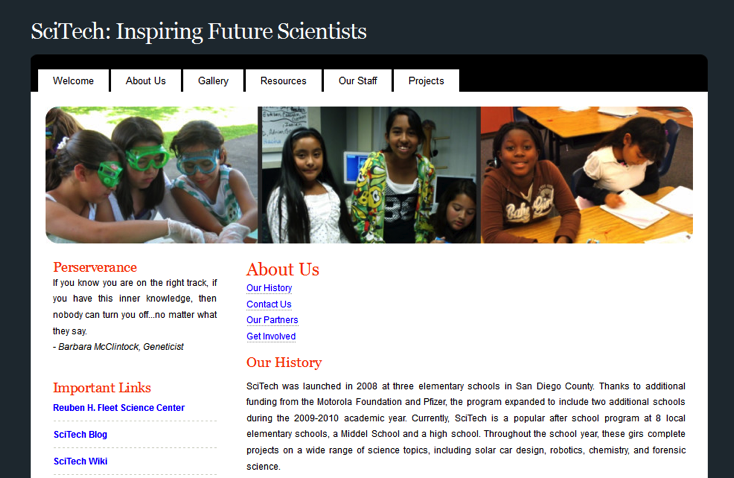 SciTech: Inspiring Future Scientists
Welcome
About Us
Gallery
Resources
Our Staff
Projects
Perserverance
If you know you are on the right track, if
you have this inner knowledge, then
nobody can turn you off...no matter what
they say.
- Barbara McClintock, Geneticist
Important Links
Reuben H. Fleet Science Center
SciTech Blog
SciTech Wiki
About Us
Our History
Contact Us
Our Partners
Get Involved
Our History
SciTech was launched in 2008 at three elementary schools in San Diego County. Thanks to additional
funding from the Motorola Foundation and Pfizer, the program expanded to include two additional schools
during the 2009-2010 academic year. Currently, SciTech is a popular after school program at 8 local
elementary schools, a Middel School and a high school. Throughout the school year, these girs complete
projects on a wide range of science topics, including solar car design, robotics, chemistry, and forensic
science.